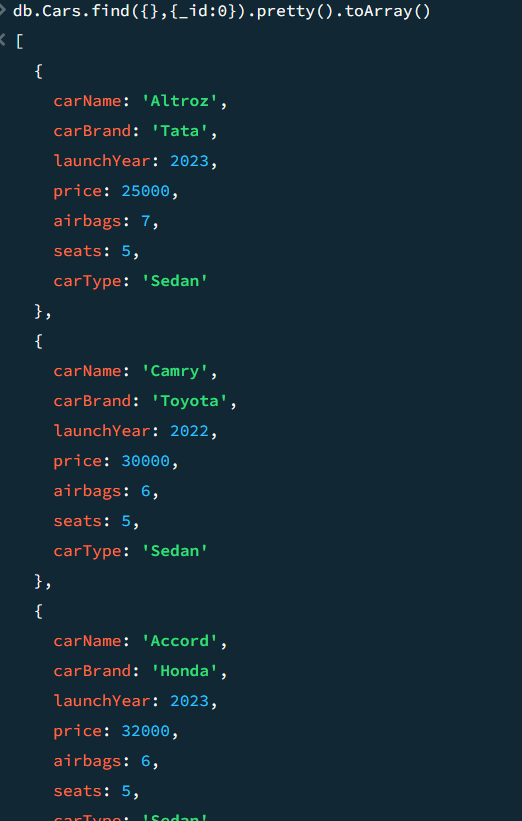 db.Cars.find({},{_id:0}).pretty().toArray()
[
{
carName: 'Altroz',
carBrand: 'Tata',
launchYear: 2023,
price: 25000,
airbags: 7,
seats: 5,
carType: 'Sedan'
},
{
carName: 'Camry',
carBrand: 'Toyota',
launchYear: 2022,
price: 30000,
airbags: 6,
seats: 5,
carType: 'Sedan'
},
{
carName: 'Accord',
carBrand: 'Honda',
launchYear: 2023,
price: 32000,
airbags: 6,
seats: 5,
carType: 'Sedan'